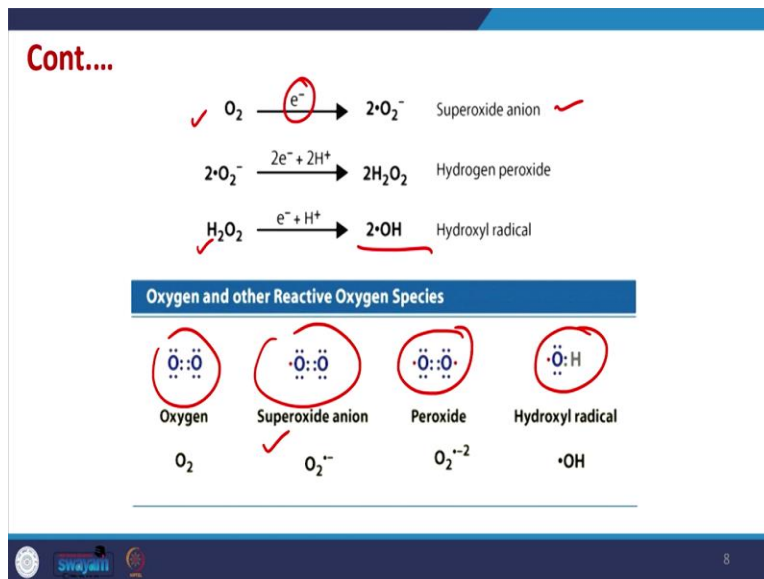 Cont....
O₂ e⁻ 2•O₂⁻ Superoxide anion
2•O₂⁻ 2e⁻ + 2H⁺ 2H₂O₂ Hydrogen peroxide
H₂O₂ e⁻ + H⁺ 2•OH Hydroxyl radical
Oxygen and other Reactive Oxygen Species
Ö::Ö ·Ö::Ö ·Ö::Ö· ·Ö:H
Oxygen Superoxide anion Peroxide Hydroxyl radical
O₂ O₂•⁻ O₂•⁻² •OH
swayam
8